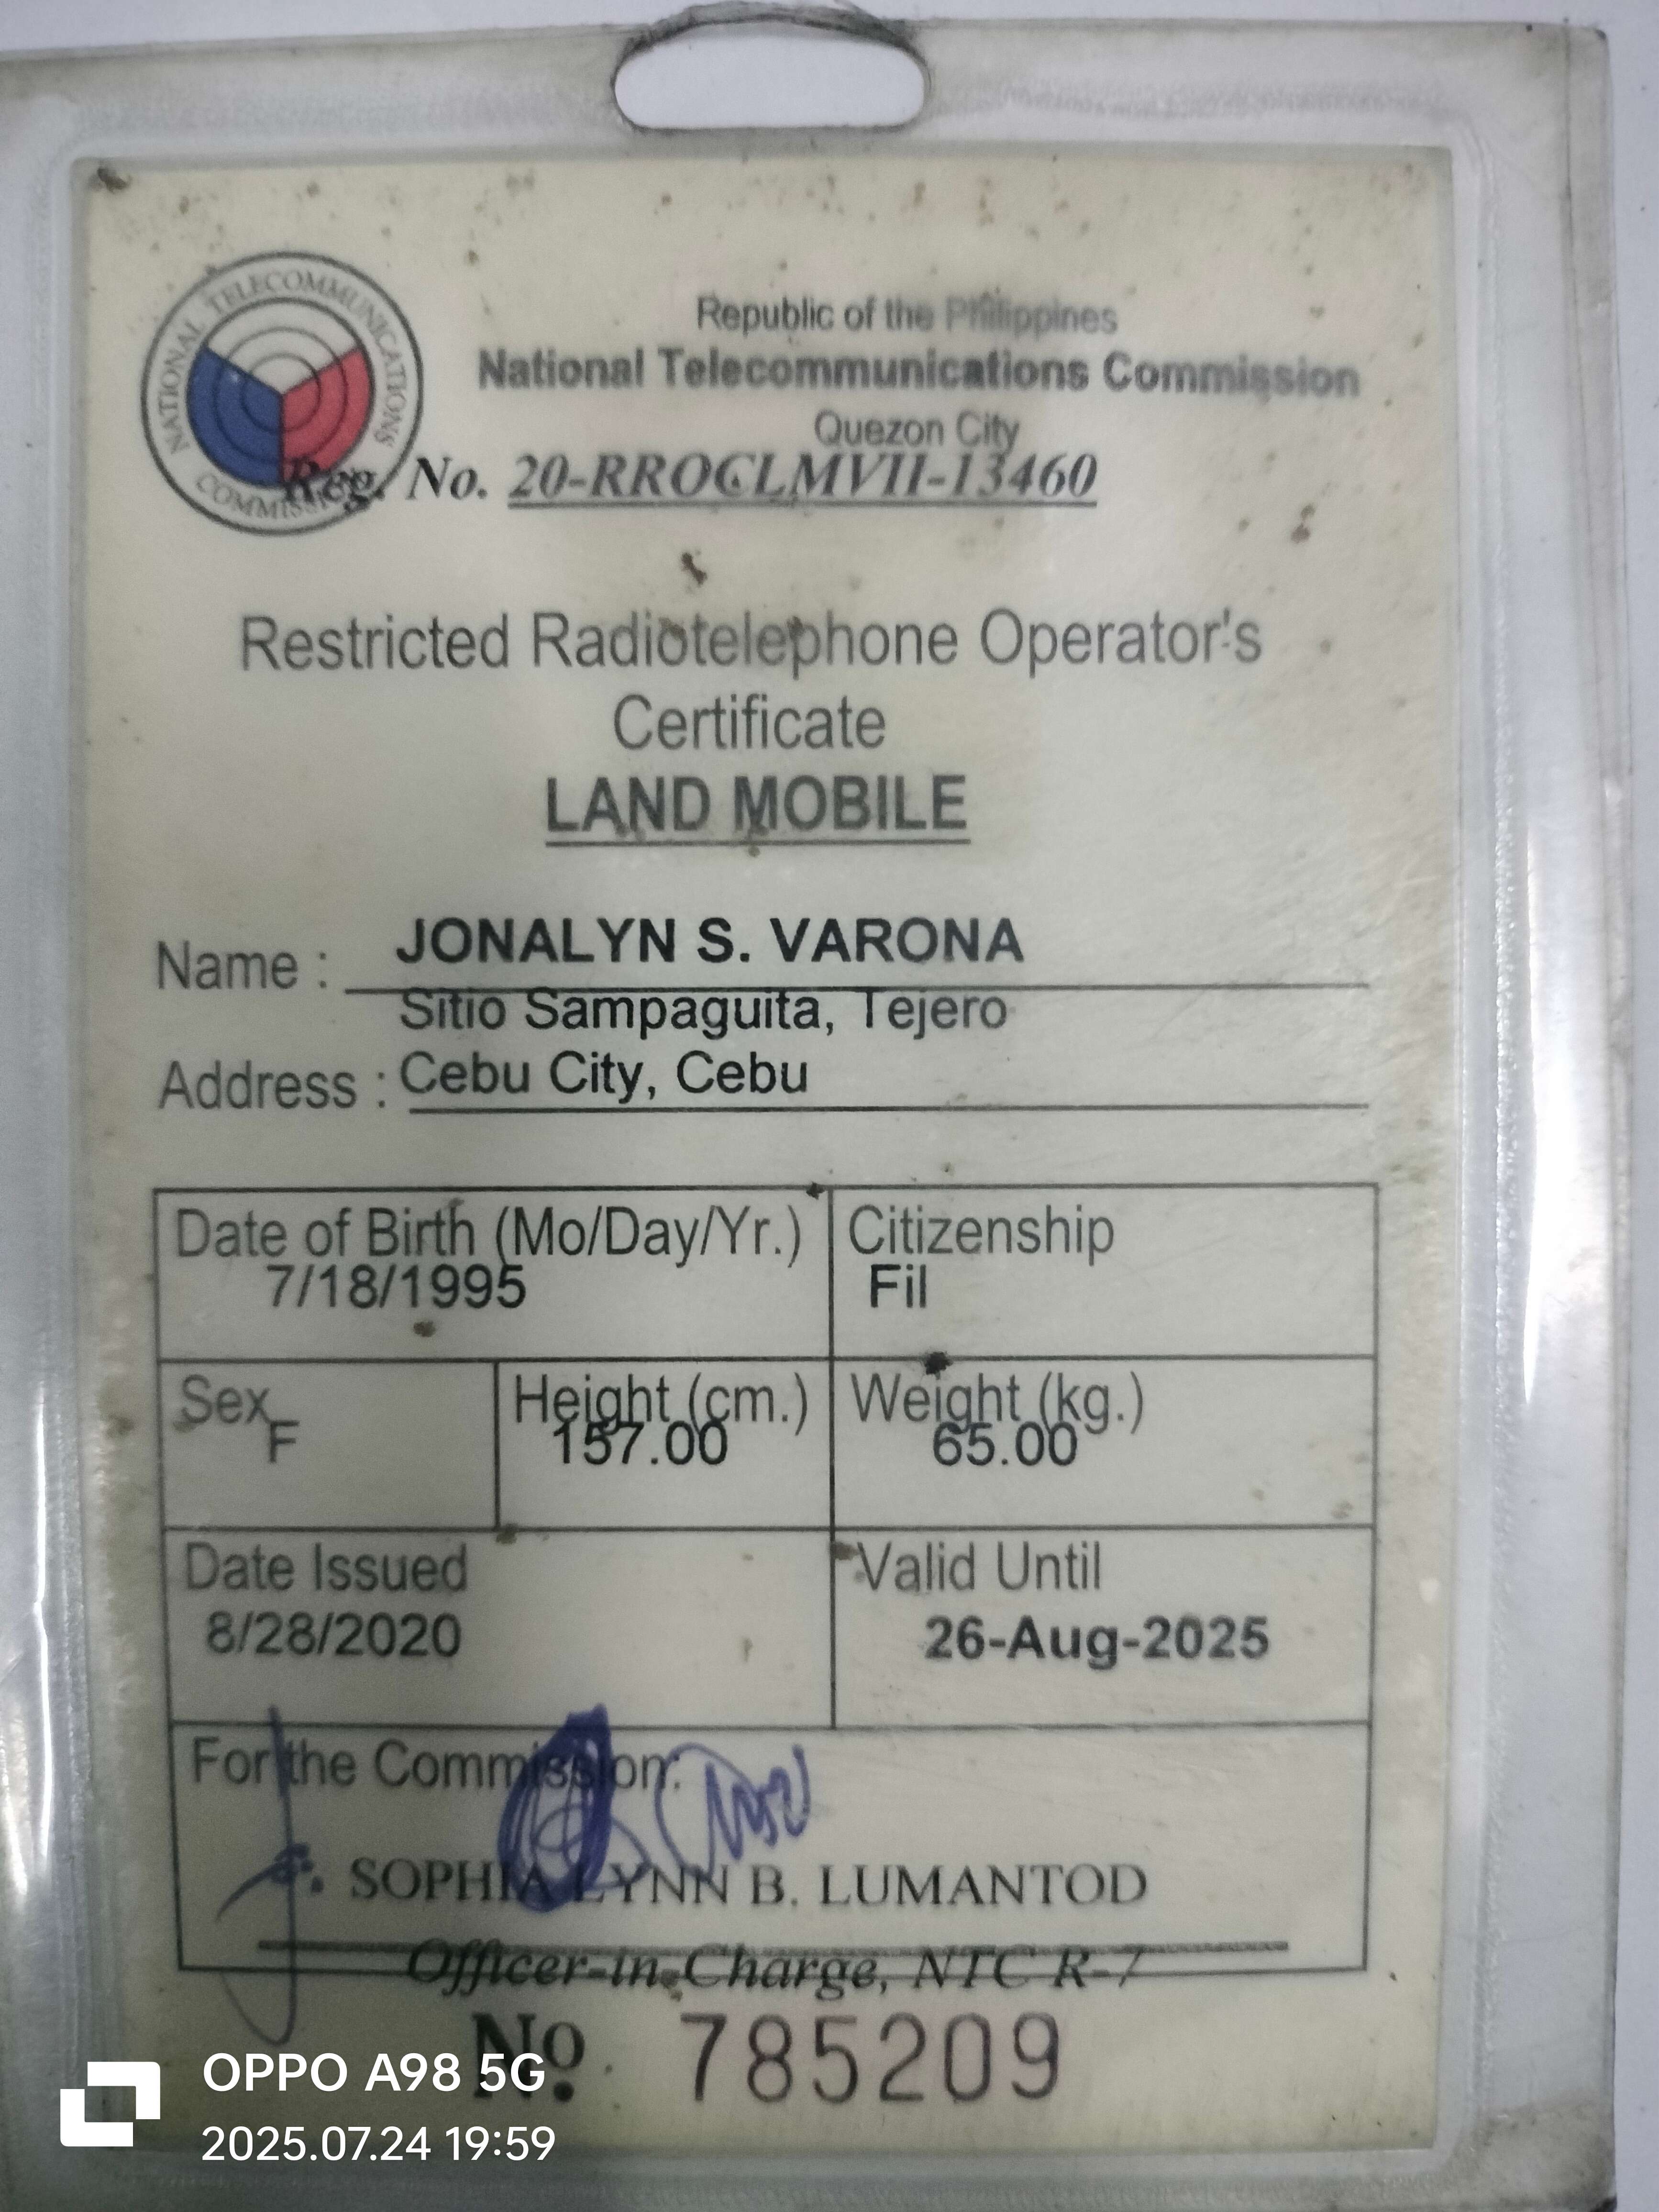 NATIONAL TELECOMMUNICATIONS COMMISSION
Republic of the Philippines
National Telecommunications Commission
Quezon City
Reg. No. 20-RROCLMVII-13460
Restricted Radiotelephone Operator's
Certificate
LAND MOBILE
Name : JONALYN S. VARONA
Sitio Sampaguita, Tejero
Address : Cebu City, Cebu
Date of Birth (Mo/Day/Yr.) Citizenship
7/18/1995 Fil
Sex Height (cm.) Weight (kg.)
F 157.00 65.00
Date Issued Valid Until
8/28/2020 26-Aug-2025
For the Commission:
SOPHIA LYNN B. LUMANTOD
Officer-in-Charge, NTC R-7
No. 785209
OPPO A98 5G
2025.07.24 19:59